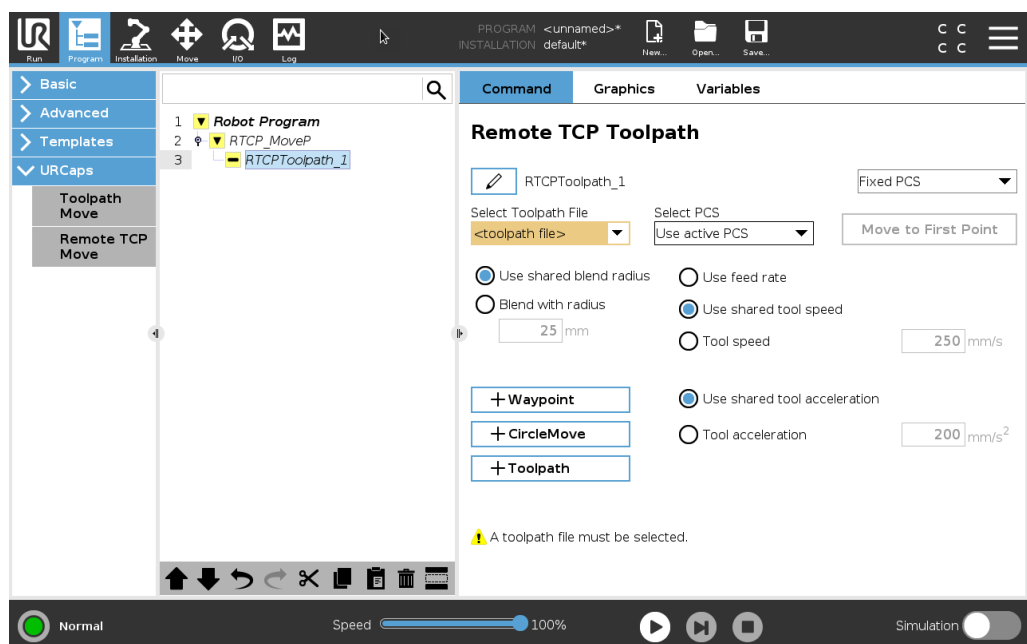 UR
PROGRAM <unnamed>*
INSTALLATION default*
Run Program Installation Move I/O Log New... Open... Save...
C C
C C
Basic
Advanced
Templates
URCaps
Toolpath
Move
Remote TCP
Move
1 Robot Program
2 RTCP_MoveP
3 RTCPToolpath_1
Command Graphics Variables
Remote TCP Toolpath
RTCPToolpath_1 Fixed PCS
Select Toolpath File Select PCS
<toolpath file> Use active PCS Move to First Point
Use shared blend radius Use feed rate
Blend with radius Use shared tool speed
25 mm Tool speed 250 mm/s
+ Waypoint Use shared tool acceleration
+ CircleMove Tool acceleration 200 mm/s²
+ Toolpath
A toolpath file must be selected.
Normal Speed 100% Simulation